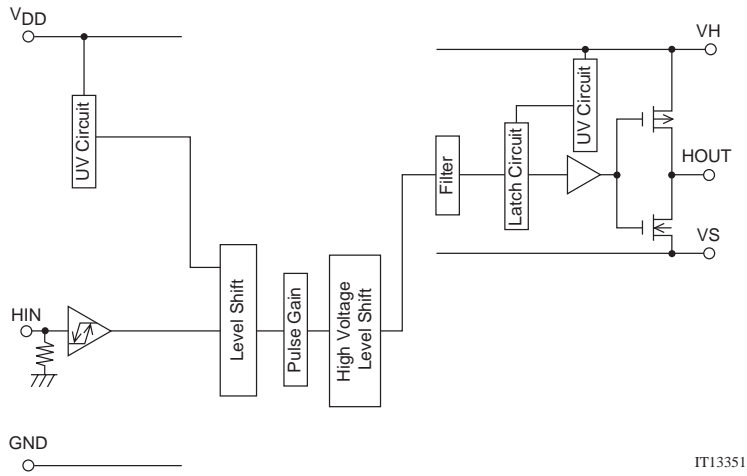 VDD
VH
UV Circuit
UV Circuit
Filter
Latch Circuit
HOUT
VS
HIN
Level Shift
Pulse Gain
High Voltage
Level Shift
GND
IT13351